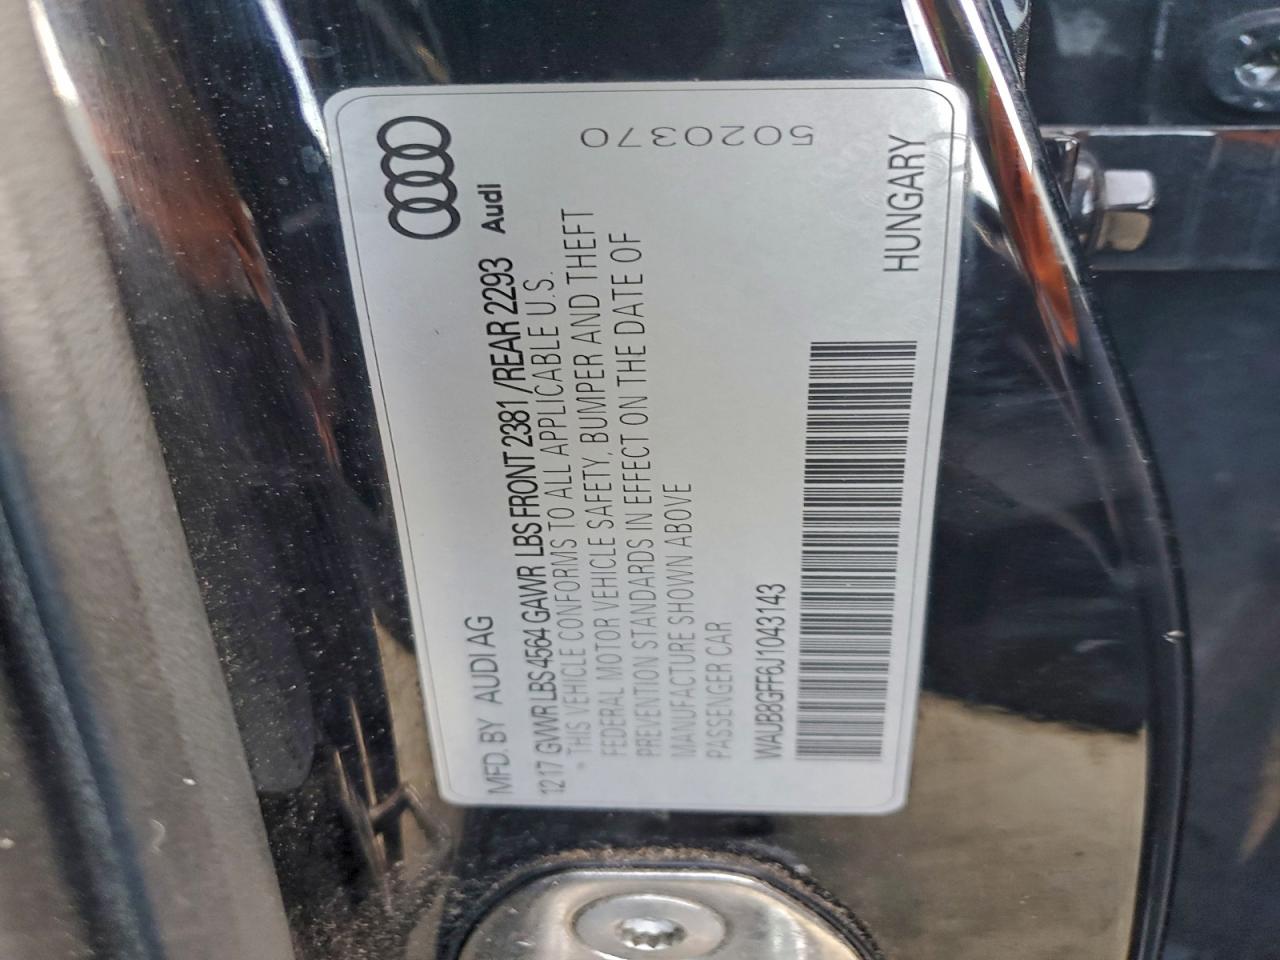 Audi
MFD. BY AUDI AG
12 17 GVWR LBS 4564 GAWR LBS FRONT 2381 /REAR 2293
* THIS VEHICLE CONFORMS TO ALL APPLICABLE U.S.
FEDERAL MOTOR VEHICLE SAFETY, BUMPER AND THEFT
PREVENTION STANDARDS IN EFFECT ON THE DATE OF
MANUFACTURE SHOWN ABOVE
PASSENGER CAR
WAUB8GFF6J1043143
HUNGARY
5020370